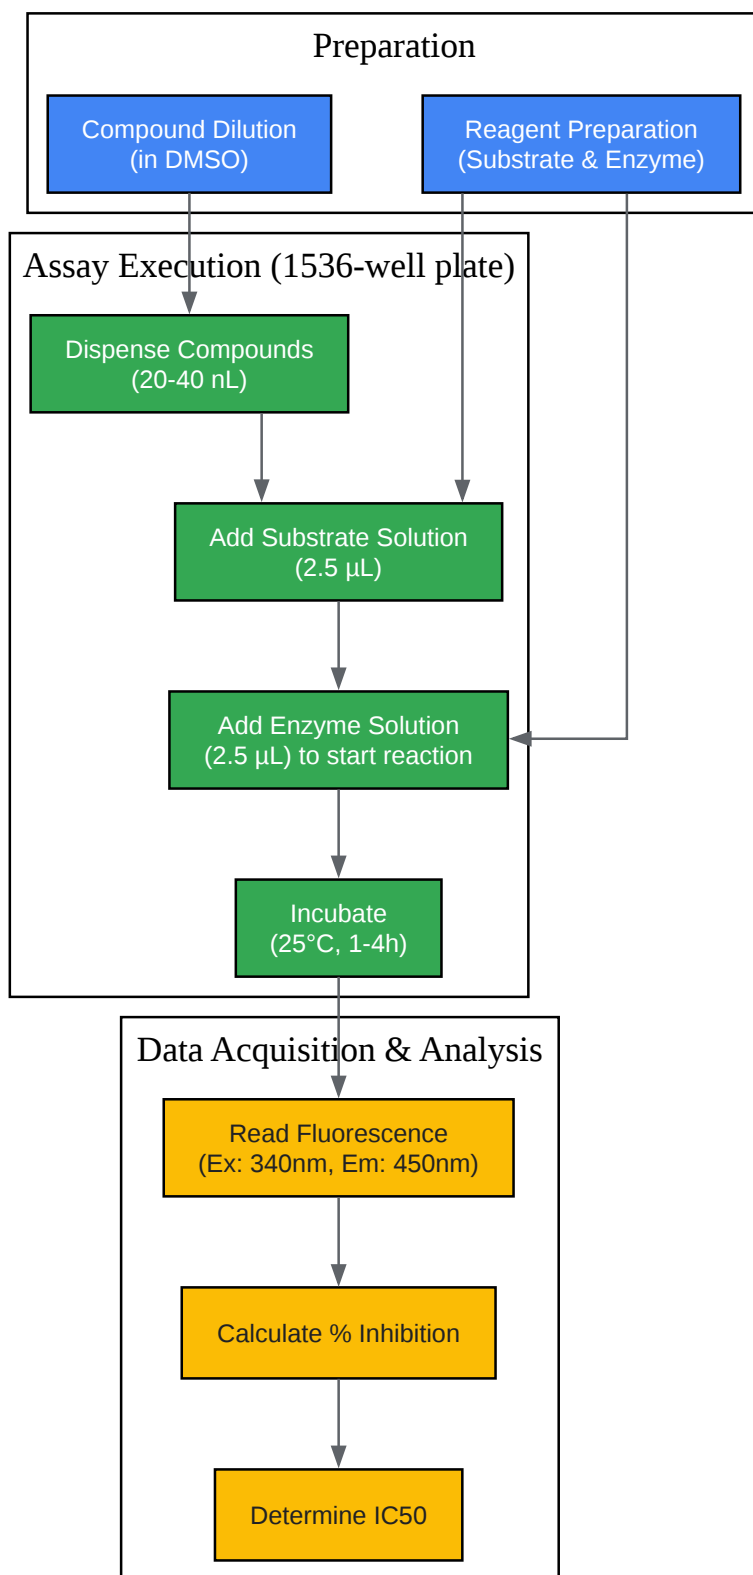 Preparation
Compound Dilution
(in DMSO)
Reagent Preparation
(Substrate & Enzyme)
Assay Execution (1536-well plate)
Dispense Compounds
(20-40 nL)
Add Substrate Solution
(2.5 µL)
Add Enzyme Solution
(2.5 µL) to start reaction
Incubate
(25°C, 1-4h)
Data Acquisition & Analysis
Read Fluorescence
(Ex: 340nm, Em: 450nm)
Calculate % Inhibition
Determine IC50